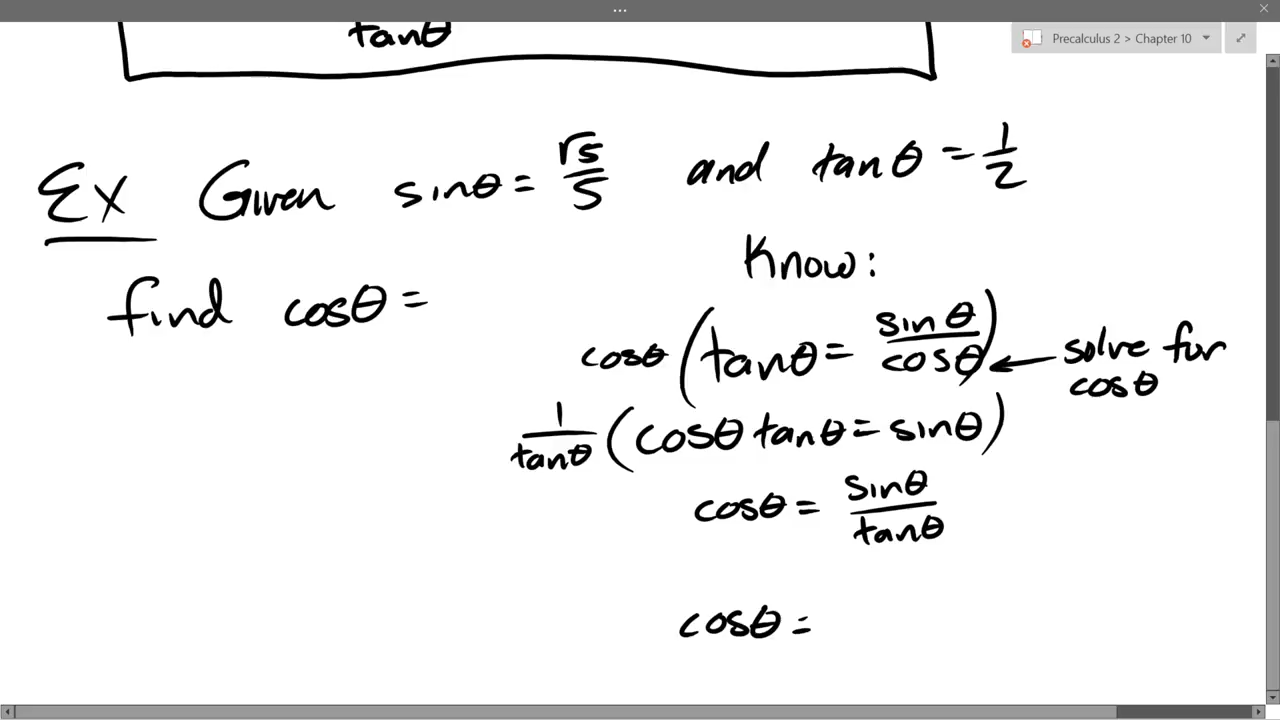 ...
tanθ
Precalculus 2 > Chapter 10
Ex Given sinθ = √5/5 and tanθ = 1/2
find cosθ =
Know:
cosθ (tanθ = sinθ/cosθ) ← solve for cosθ
1/tanθ (cosθ tanθ = sinθ)
cosθ = sinθ/tanθ
cosθ =